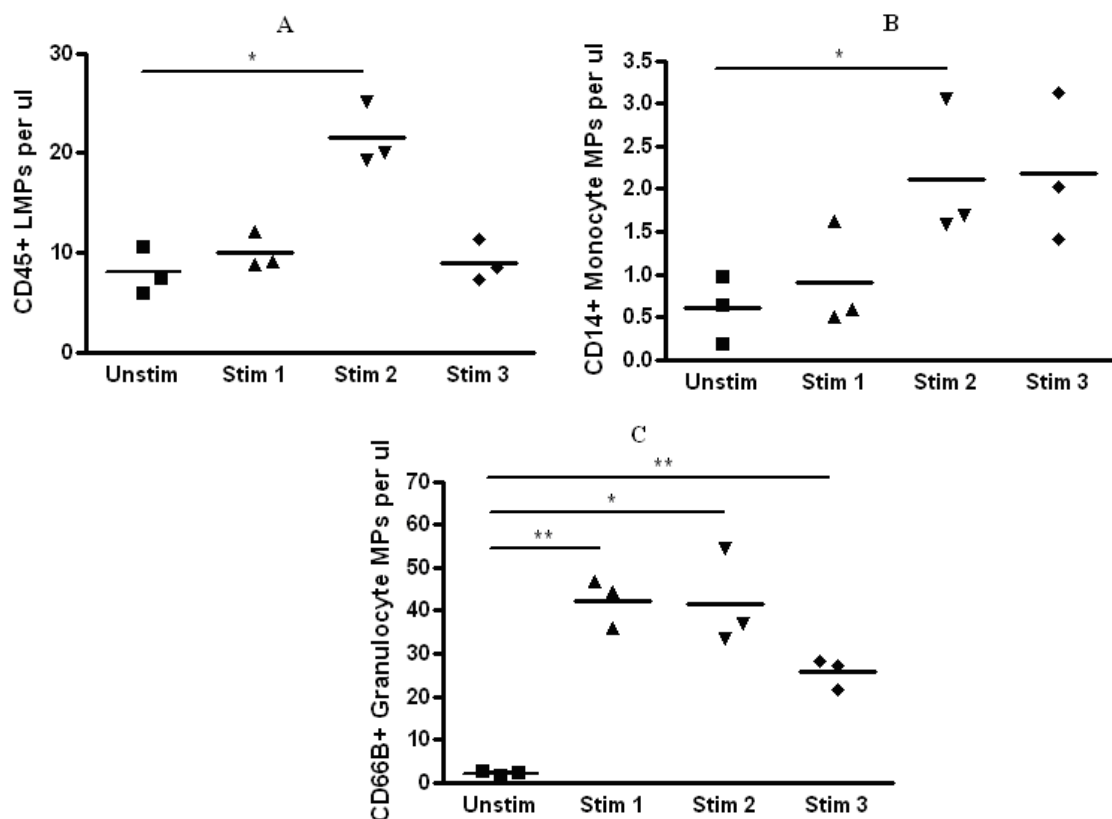 A
CD45+ LMPs per ul
30
20
10
0
*
Unstim Stim 1 Stim 2 Stim 3
B
CD14+ Monocyte MPs per ul
3.5
3.0
2.5
2.0
1.5
1.0
0.5
0.0
*
Unstim Stim 1 Stim 2 Stim 3
C
CD66B+ Granulocyte MPs per ul
70
60
50
40
30
20
10
0
**
*
**
Unstim Stim 1 Stim 2 Stim 3